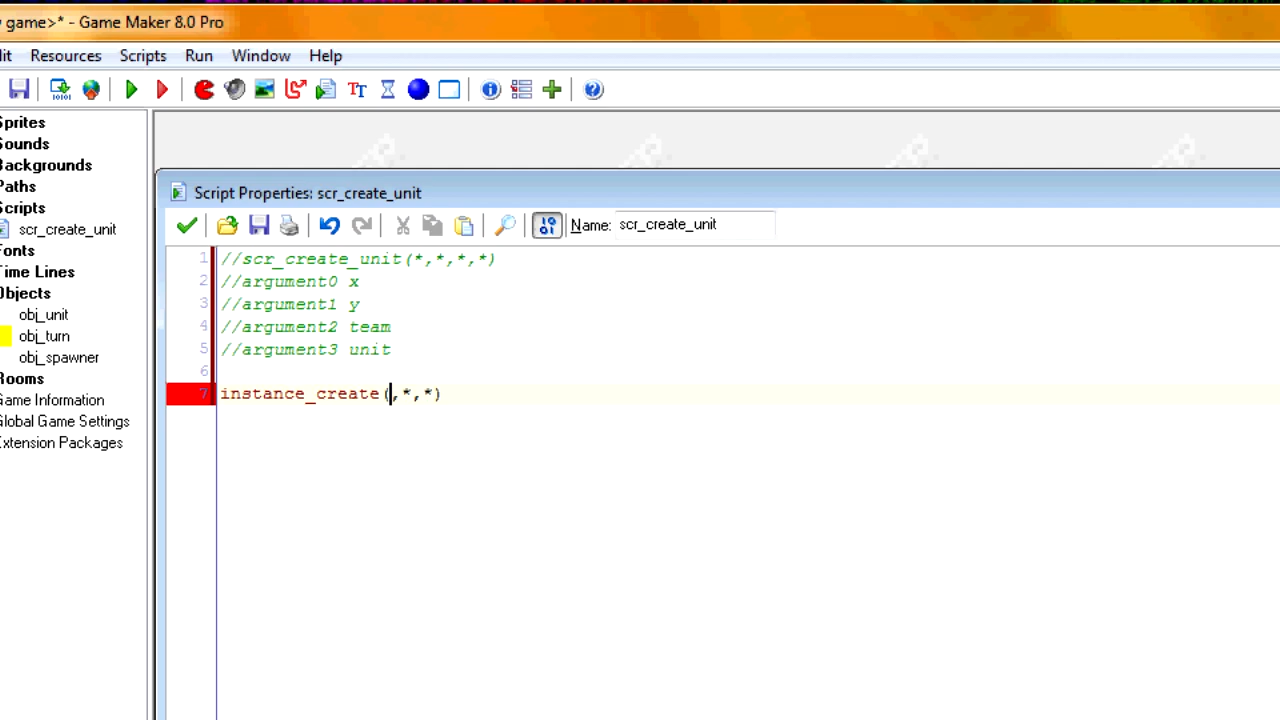 y game>* - Game Maker 8.0 Pro
lit Resources Scripts Run Window Help
Sprites
Sounds
Backgrounds
Paths
Scripts
scr_create_unit
Fonts
Time Lines
Objects
obj_unit
obj_turn
obj_spawner
Rooms
Game Information
Global Game Settings
Extension Packages
Script Properties: scr_create_unit
Name: scr_create_unit
1 //scr_create_unit(*,*,*,*)
2 //argument0 x
3 //argument1 y
4 //argument2 team
5 //argument3 unit
6
7 instance_create(,*,*)